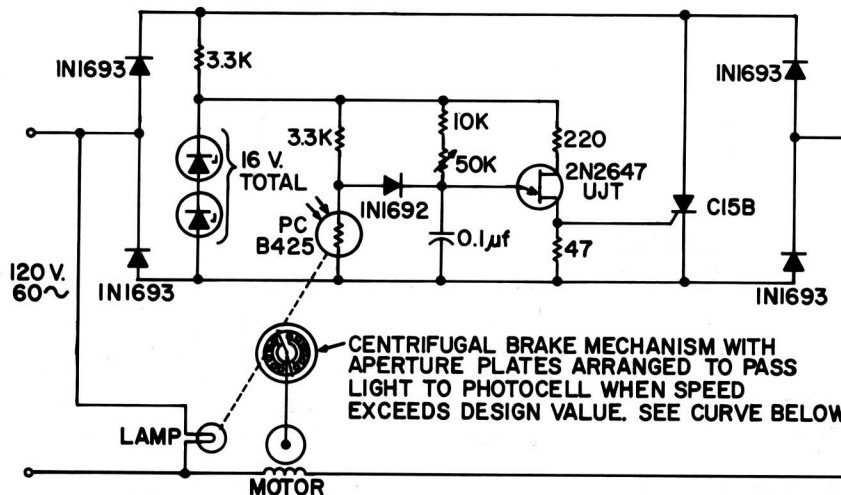 3.3K
IN1693
IN1693
3.3K
10K
220
16 V.
TOTAL
50K
2N2647
UJT
PC
B425
IN1692
C15B
0.1µf
47
120 V.
60~
IN1693
IN1693
CENTRIFUGAL BRAKE MECHANISM WITH
APERTURE PLATES ARRANGED TO PASS
LIGHT TO PHOTOCELL WHEN SPEED
EXCEEDS DESIGN VALUE. SEE CURVE BELOW
LAMP
MOTOR